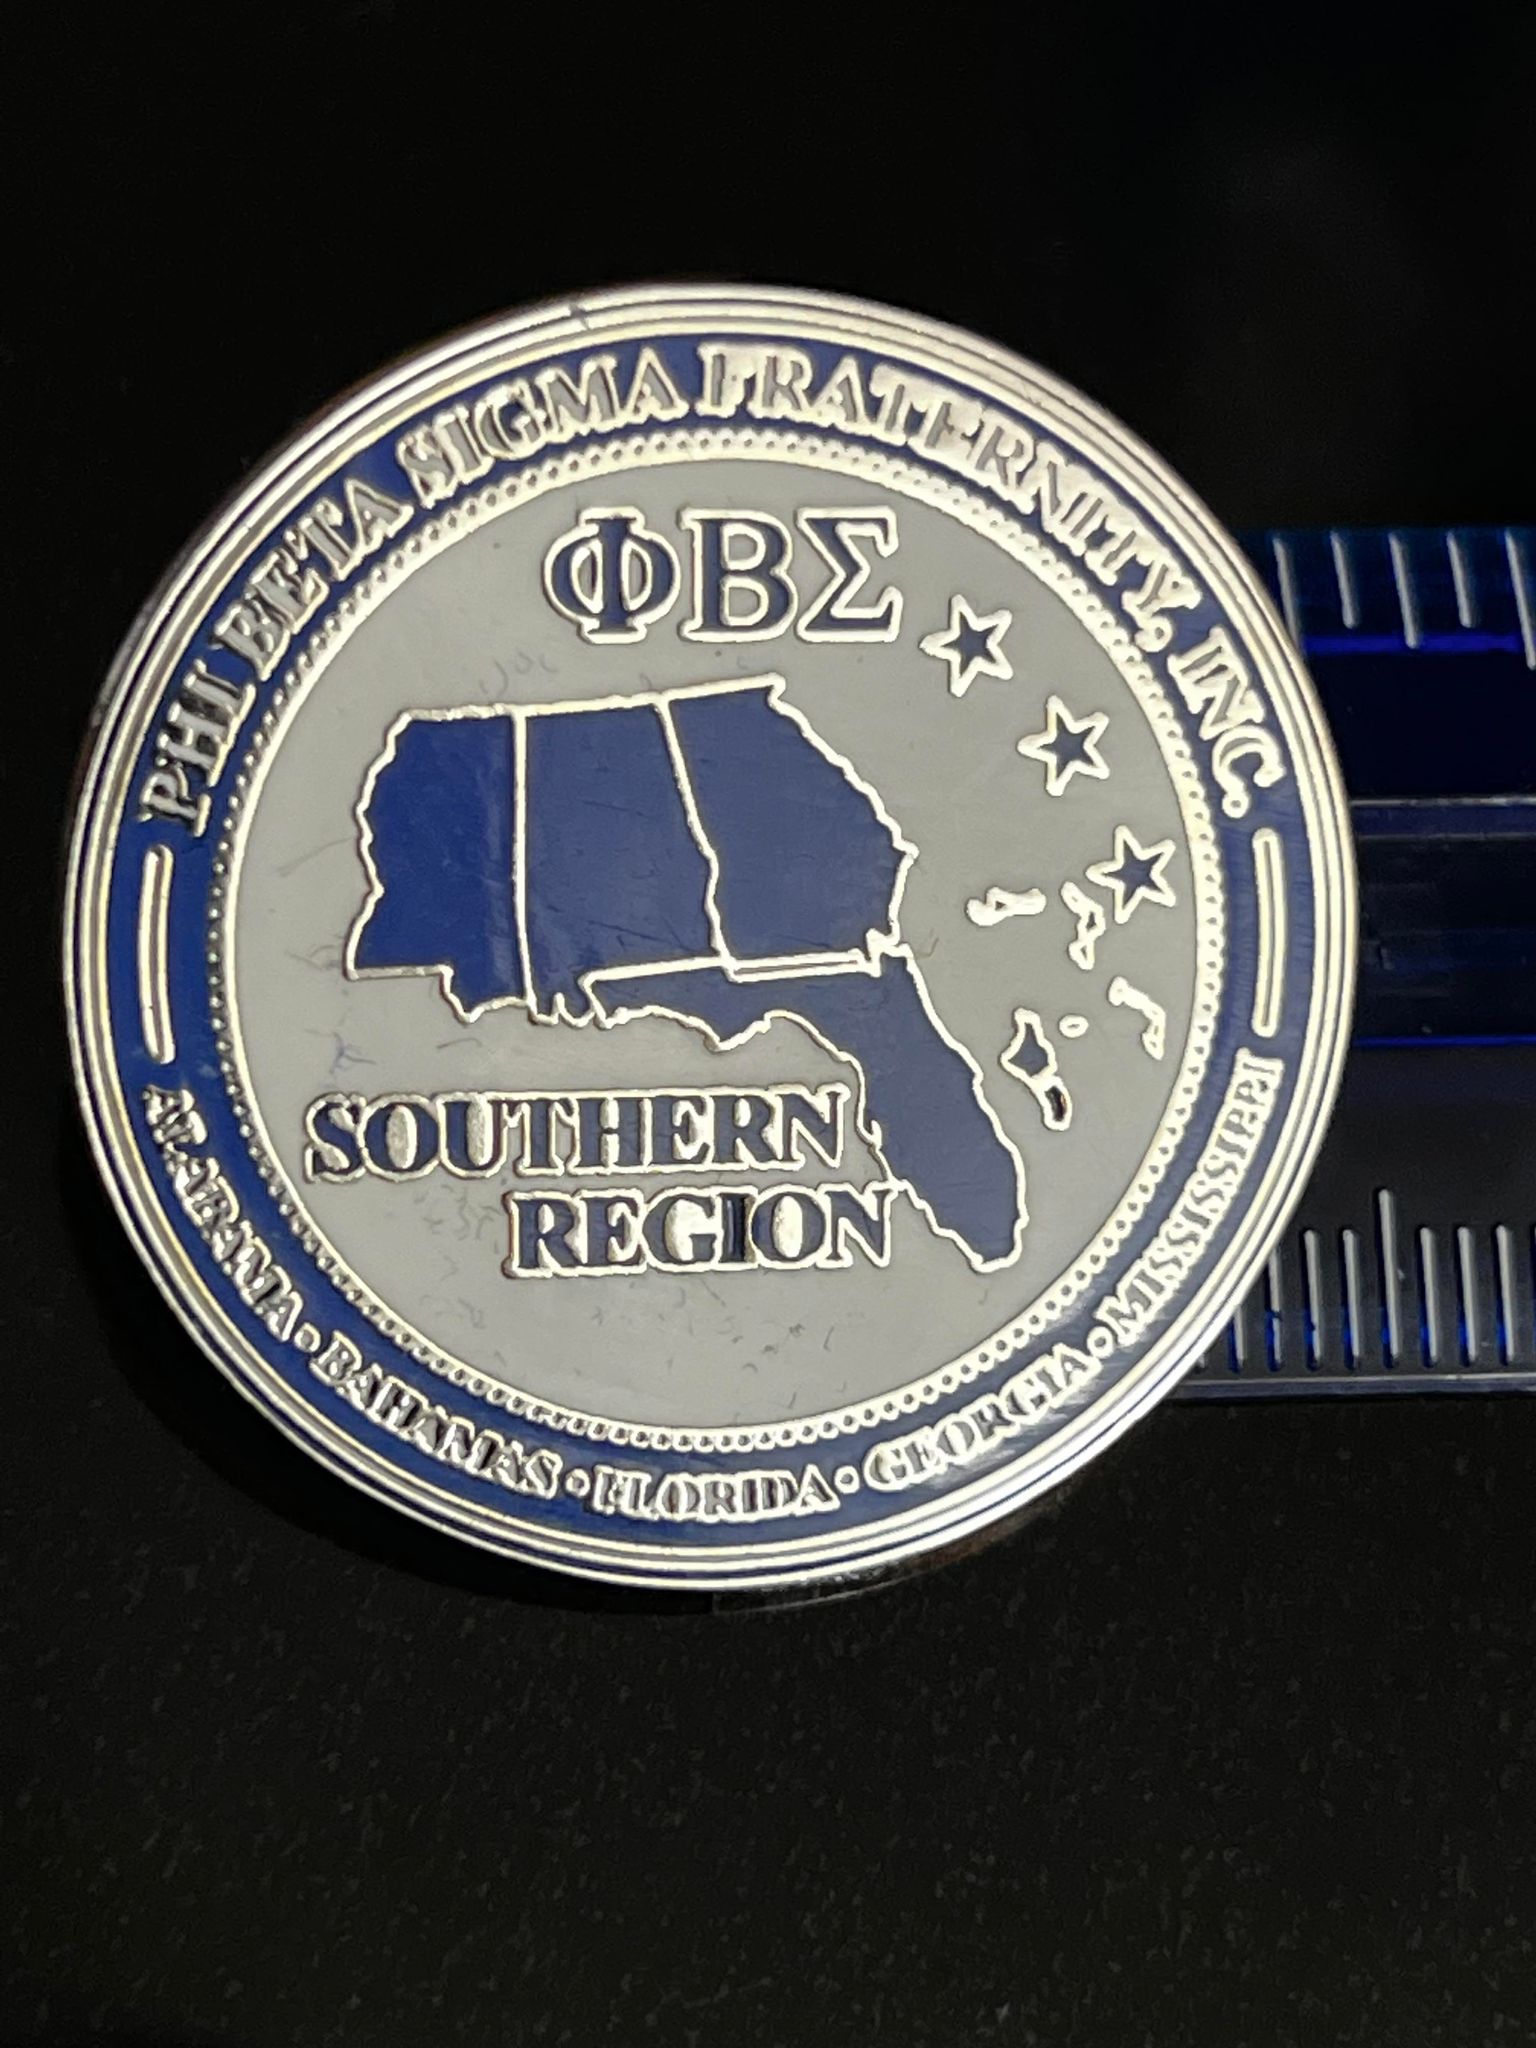 PHI BETA SIGMA FRATERNITY, INC.
ΦΒΣ
SOUTHERN
REGION
ALABAMA • BAHAMAS • FLORIDA • GEORGIA • MISSISSIPPI